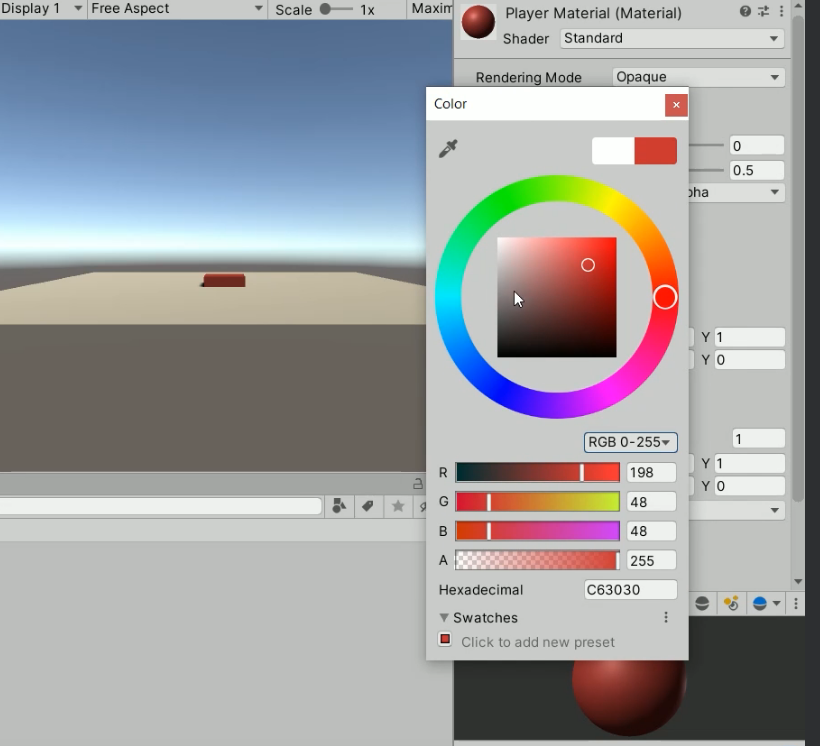 Display 1 Free Aspect Scale 1x Maxim
Player Material (Material)
Shader Standard
Rendering Mode Opaque
Color
0
0.5
pha
Y 1
Y 0
1
Y 1
Y 0
RGB 0-255
R 198
G 48
B 48
A 255
Hexadecimal C63030
Swatches
Click to add new preset